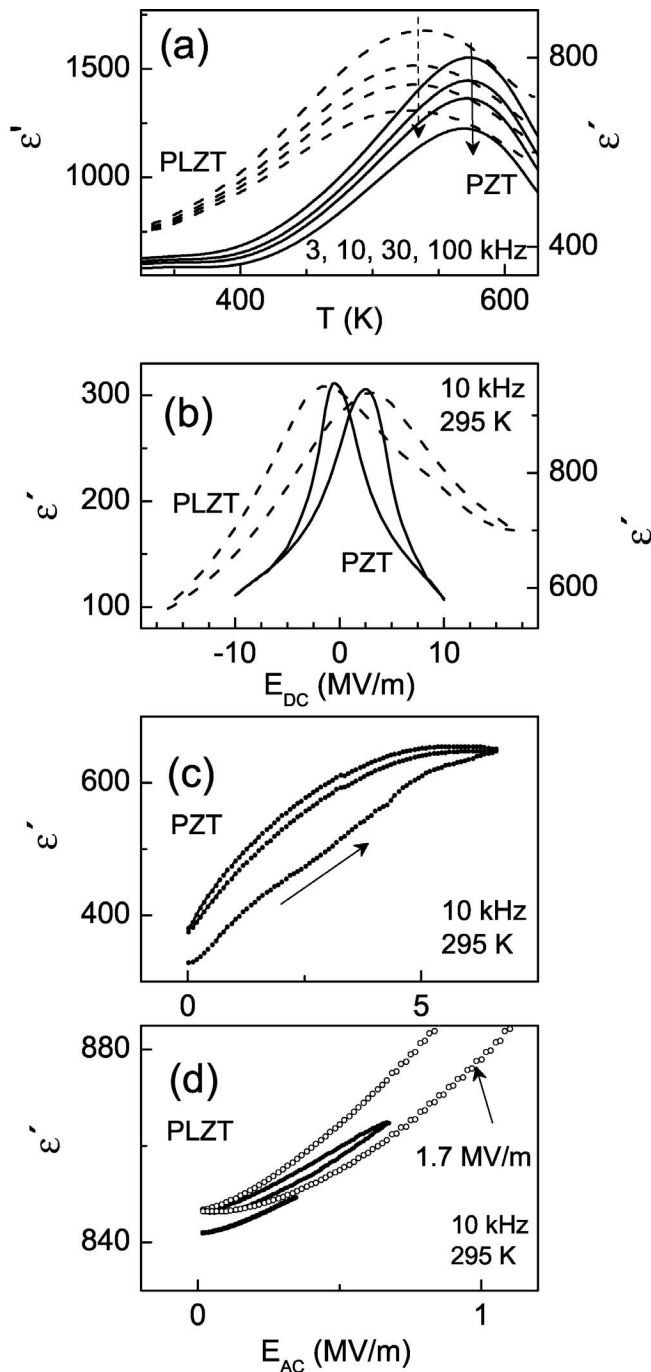 (a)
1500
1000
ε'
800
400
ε′
PLZT
PZT
3, 10, 30, 100 kHz
400
600
T (K)
(b)
10 kHz
295 K
300
200
100
ε′
800
600
ε′
PLZT
PZT
-10
0
10
E_DC (MV/m)
(c)
600
400
ε′
PZT
10 kHz
295 K
0
5
(d)
880
840
ε′
PLZT
1.7 MV/m
10 kHz
295 K
0
1
E_AC (MV/m)